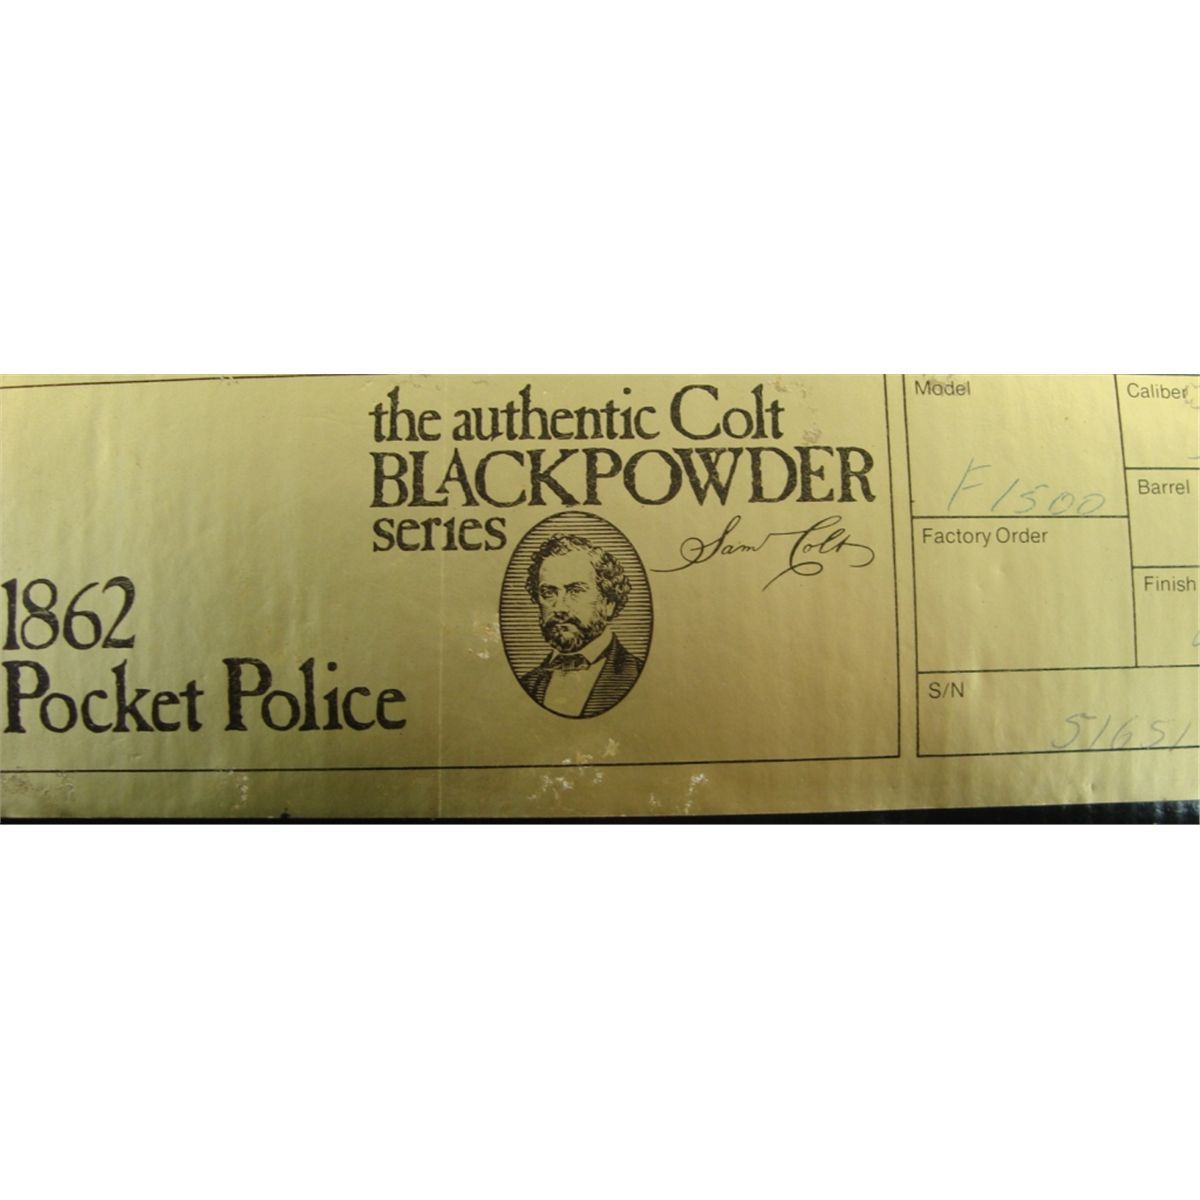 the authentic Colt
BLACKPOWDER
series
Sam Colt
1862
Pocket Police
Model
F1500
Factory Order
S/N
51651
Caliber
Barrel
Finish